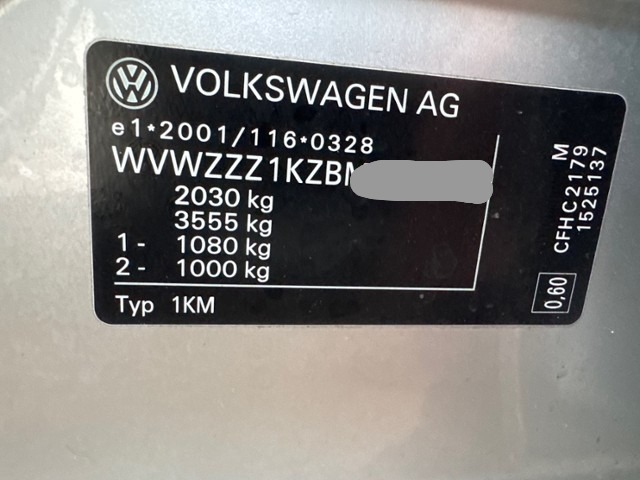 VOLKSWAGEN AG
e1*2001/116*0328
WVWZZZ1KZB
2030 kg
3555 kg
1 - 1080 kg
2 - 1000 kg
Typ 1KM
M
CFHC2179
1525137
0,60